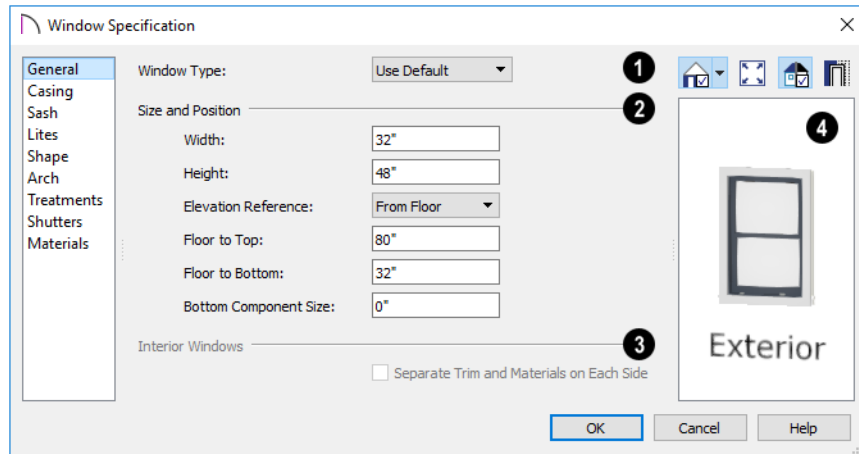 Window Specification
General
Casing
Sash
Lites
Shape
Arch
Treatments
Shutters
Materials
Window Type: Use Default 1
Size and Position 2
Width: 32"
Height: 48"
Elevation Reference: From Floor
Floor to Top: 80"
Floor to Bottom: 32"
Bottom Component Size: 0"
Interior Windows 3
Separate Trim and Materials on Each Side
4
Exterior
OK Cancel Help